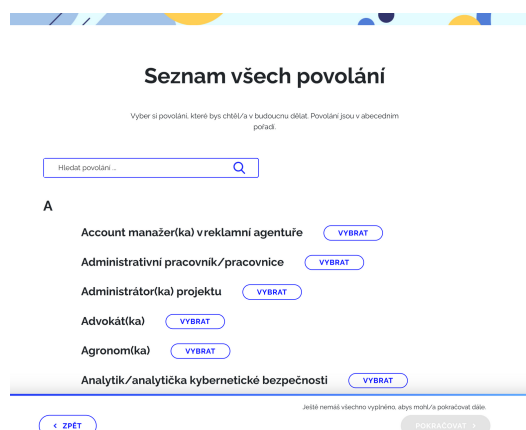 Seznam všech povolání
Vyber si povolání, které bys chtěl/a v budoucnu dělat. Povolání jsou v abecedním
pořadí.
Hledat povolání ...
A
Account manažer(ka) v reklamní agentuře VYBRAT
Administrativní pracovník/pracovnice VYBRAT
Administrátor(ka) projektu VYBRAT
Advokát(ka) VYBRAT
Agronom(ka) VYBRAT
Analytik/analytička kybernetické bezpečnosti VYBRAT
Ještě nemáš všechno vyplněno, abys mohl/a pokračovat dále.
< ZPĚT POKRAČOVAT >